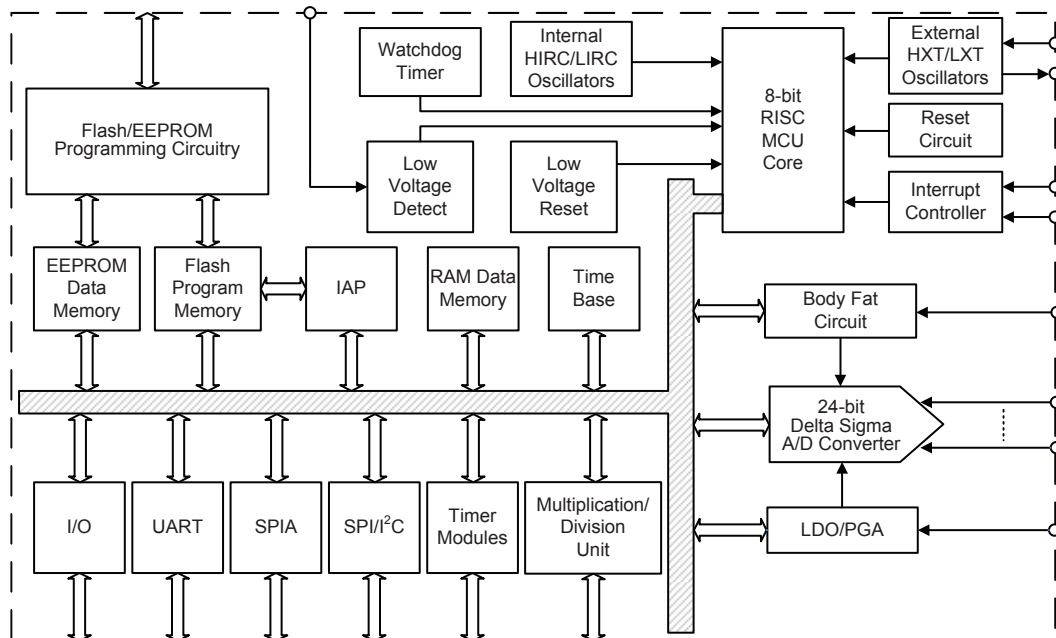 Watchdog
Timer
Internal
HIRC/LIRC
Oscillators
8-bit
RISC
MCU
Core
External
HXT/LXT
Oscillators
Flash/EEPROM
Programming Circuitry
Low
Voltage
Detect
Low
Voltage
Reset
Reset
Circuit
Interrupt
Controller
EEPROM
Data
Memory
Flash
Program
Memory
IAP
RAM Data
Memory
Time
Base
Body Fat
Circuit
24-bit
Delta Sigma
A/D Converter
I/O
UART
SPIA
SPI/I²C
Timer
Modules
Multiplication/
Division
Unit
LDO/PGA